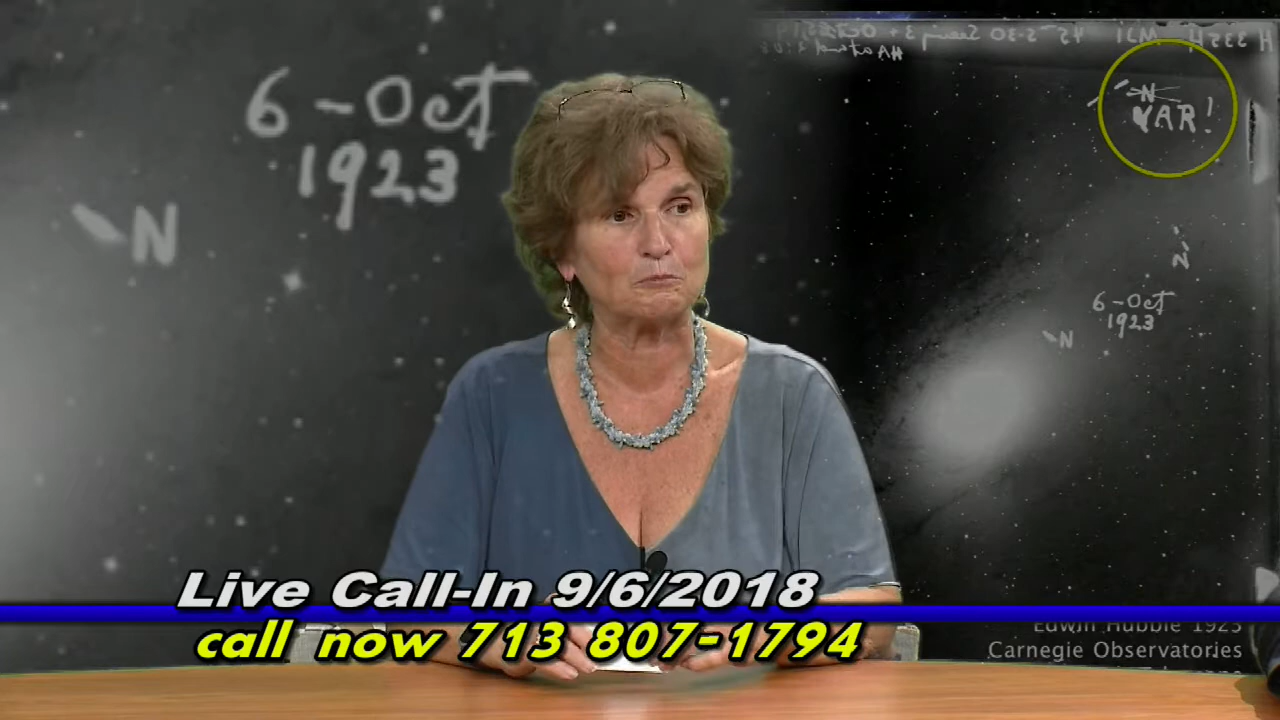 6-Oct
1923
N
N
VAR!
N
6-Oct
1923
N
Live Call-In 9/6/2018
call now 713 807-1794
Edwin Hubble 1923
Carnegie Observatories